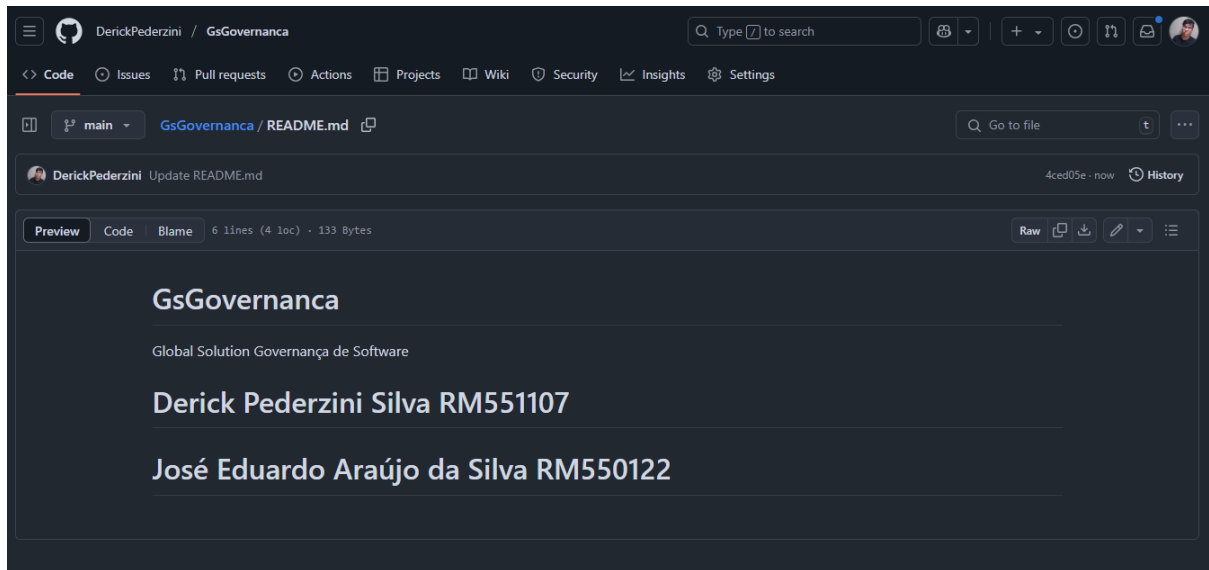 DerickPederzini / GsGovernanca
Type / to search
Code Issues Pull requests Actions Projects Wiki Security Insights Settings
main GsGovernanca / README.md Go to file t
DerickPederzini Update README.md 4ced05e · now History
Preview Code Blame 6 lines (4 loc) · 133 Bytes Raw
GsGovernanca
Global Solution Governança de Software
Derick Pederzini Silva RM551107
José Eduardo Araújo da Silva RM550122